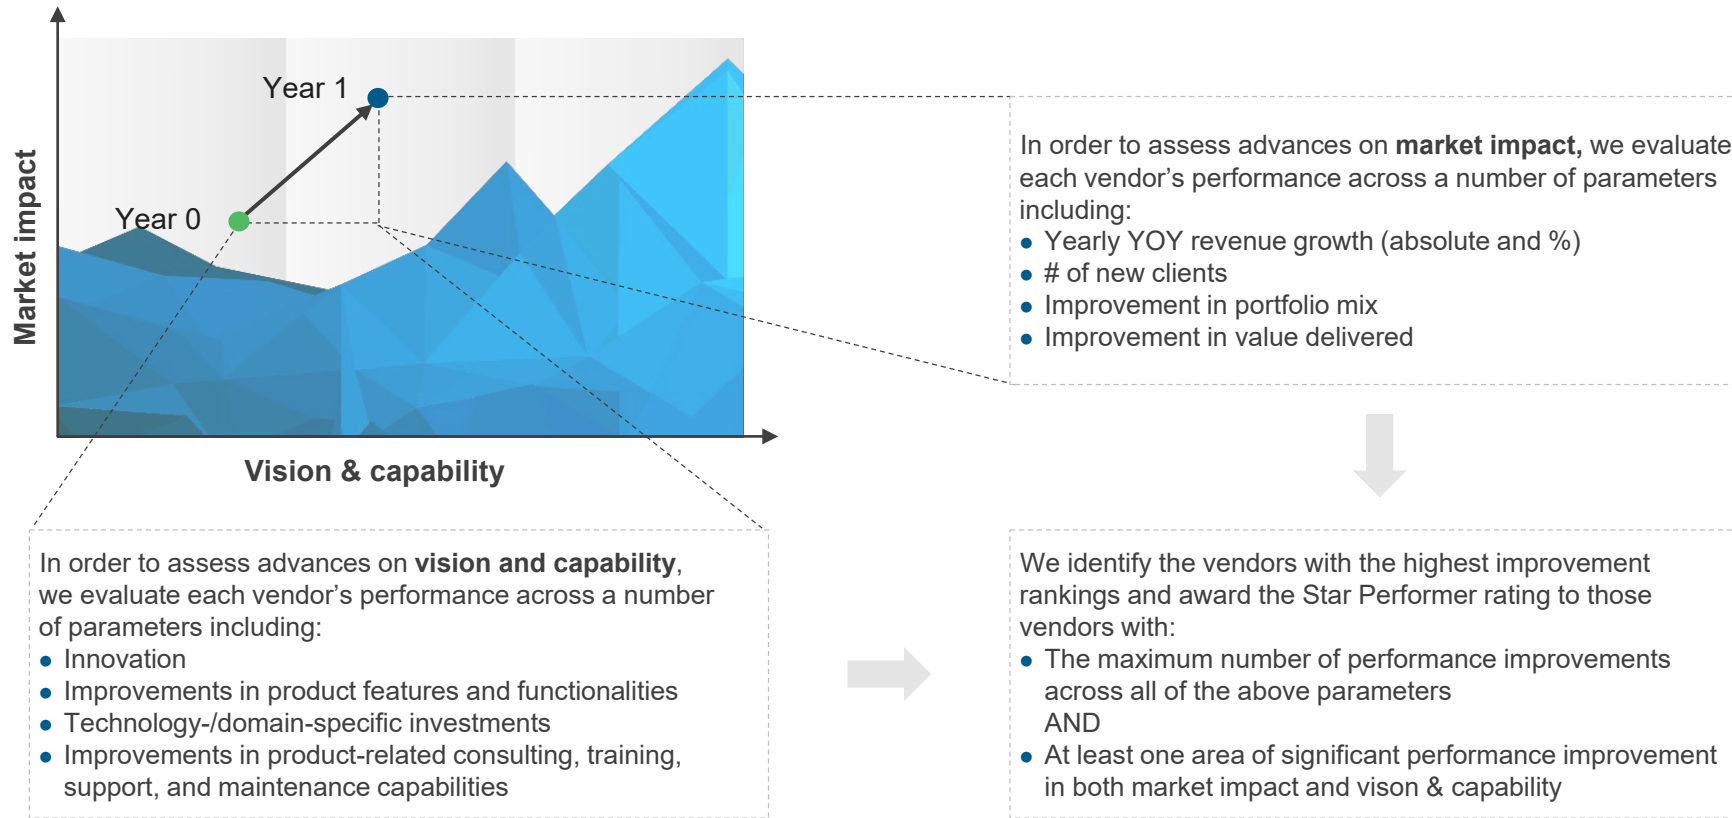 Year 1
Year 0
Market impact
Vision & capability
In order to assess advances on market impact, we evaluate
each vendor’s performance across a number of parameters
including:
● Yearly YOY revenue growth (absolute and %)
● # of new clients
● Improvement in portfolio mix
● Improvement in value delivered
In order to assess advances on vision and capability,
we evaluate each vendor’s performance across a number
of parameters including:
● Innovation
● Improvements in product features and functionalities
● Technology-/domain-specific investments
● Improvements in product-related consulting, training,
support, and maintenance capabilities
We identify the vendors with the highest improvement
rankings and award the Star Performer rating to those
vendors with:
● The maximum number of performance improvements
across all of the above parameters
AND
● At least one area of significant performance improvement
in both market impact and vison & capability